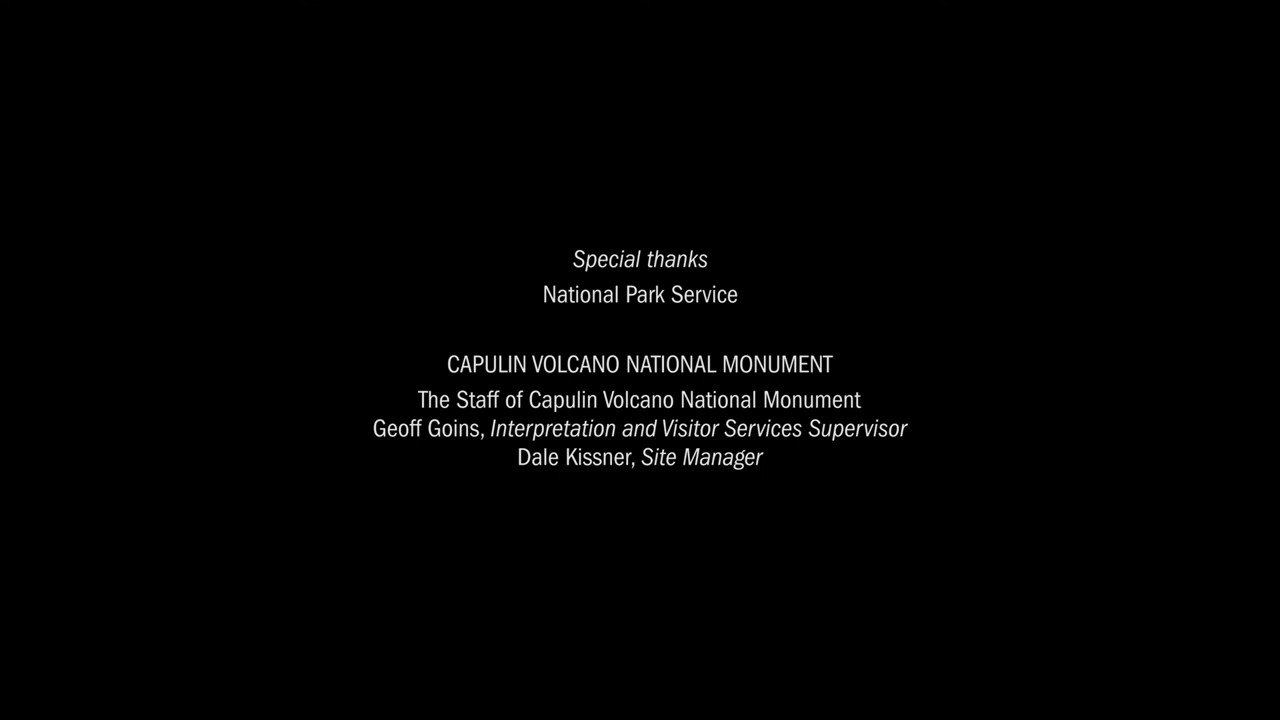 Special thanks
National Park Service
CAPULIN VOLCANO NATIONAL MONUMENT
The Staff of Capulin Volcano National Monument
Geoff Goins, Interpretation and Visitor Services Supervisor
Dale Kissner, Site Manager